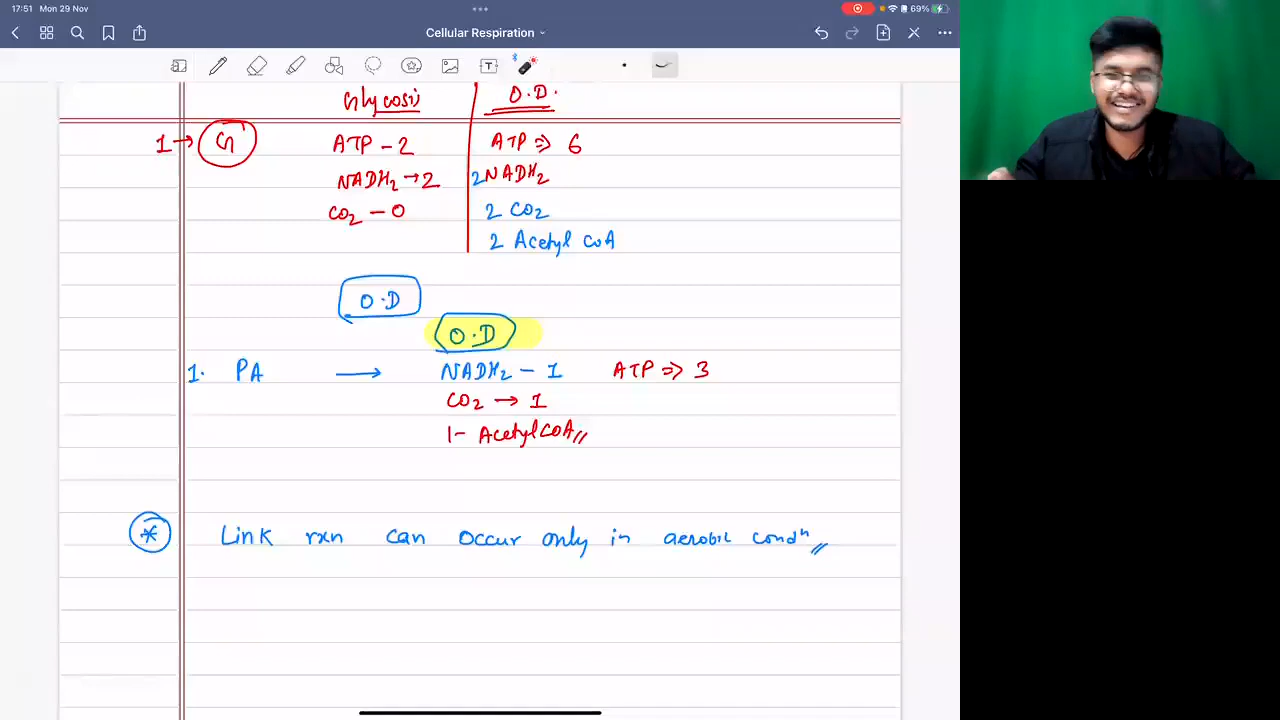 17:51 Mon 29 Nov
69%
Cellular Respiration
Glycosis O.D.
1 → G ATP - 2 ATP ⇒ 6
NADH2 → 2 2 NADH2
CO2 - 0 2 CO2
2 Acetyl CoA
O.D
O.D
1. PA → NADH2 - 1 ATP ⇒ 3
CO2 → 1
1- Acetyl COA //
* Link rxn can occur only in aerobic condn //